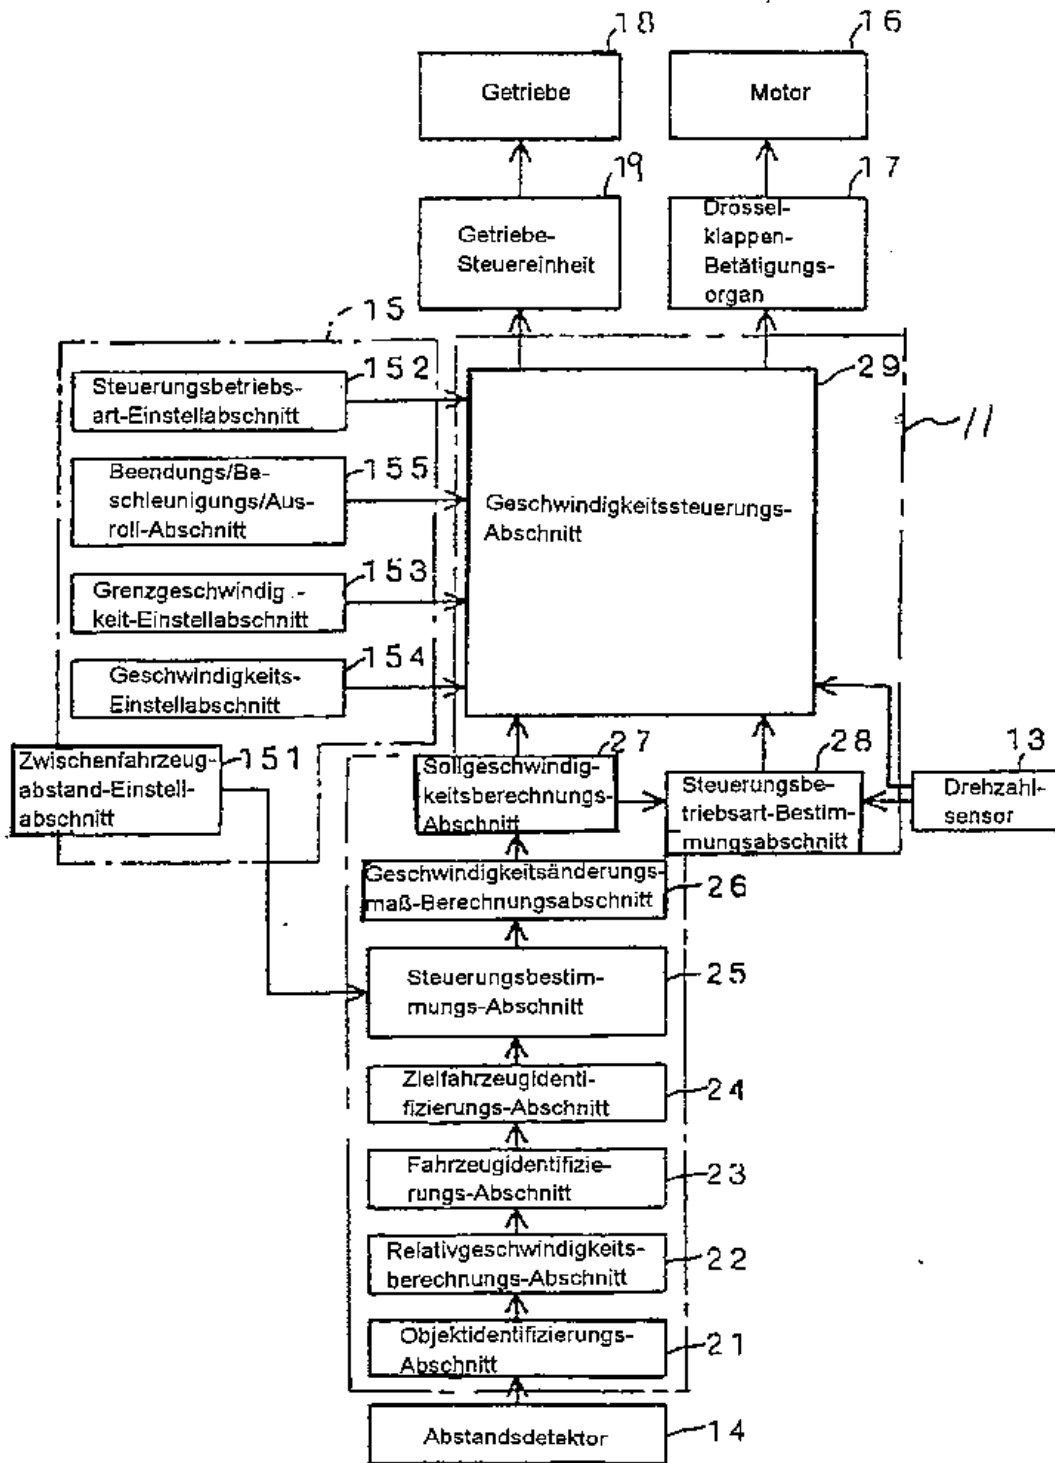 18
16
Getriebe
Motor
19
17
Getriebe-
Steuereinheit
Drossel-
klappen-
Betätigungs-
organ
15
152
29
11
Steuerungsbetriebs-
art-Einstellabschnitt
155
Beendungs/Be-
schleunigungs/Aus-
roll-Abschnitt
Geschwindigkeitssteuerungs-
Abschnitt
153
Grenzgeschwindig-
keit-Einstellabschnitt
154
Geschwindigkeits-
Einstellabschnitt
151
Zwischenfahrzeug-
abstand-Einstell-
abschnitt
27
Sollgeschwindig-
keitsberechnungs-
Abschnitt
28
Steuerungsbe-
triebsart-Bestim-
mungsabschnitt
13
Drehzahl-
sensor
Geschwindigkeitsänderungs-
maß-Berechnungsabschnitt
26
Steuerungsbestim-
mungs-Abschnitt
25
Zielfahrzeugidenti-
fizierungs-Abschnitt
24
Fahrzeugidentifizie-
rungs-Abschnitt
23
Relativgeschwindigkeits-
berechnungs-Abschnitt
22
Objektidentifizierungs-
Abschnitt
21
Abstandsdetektor
14